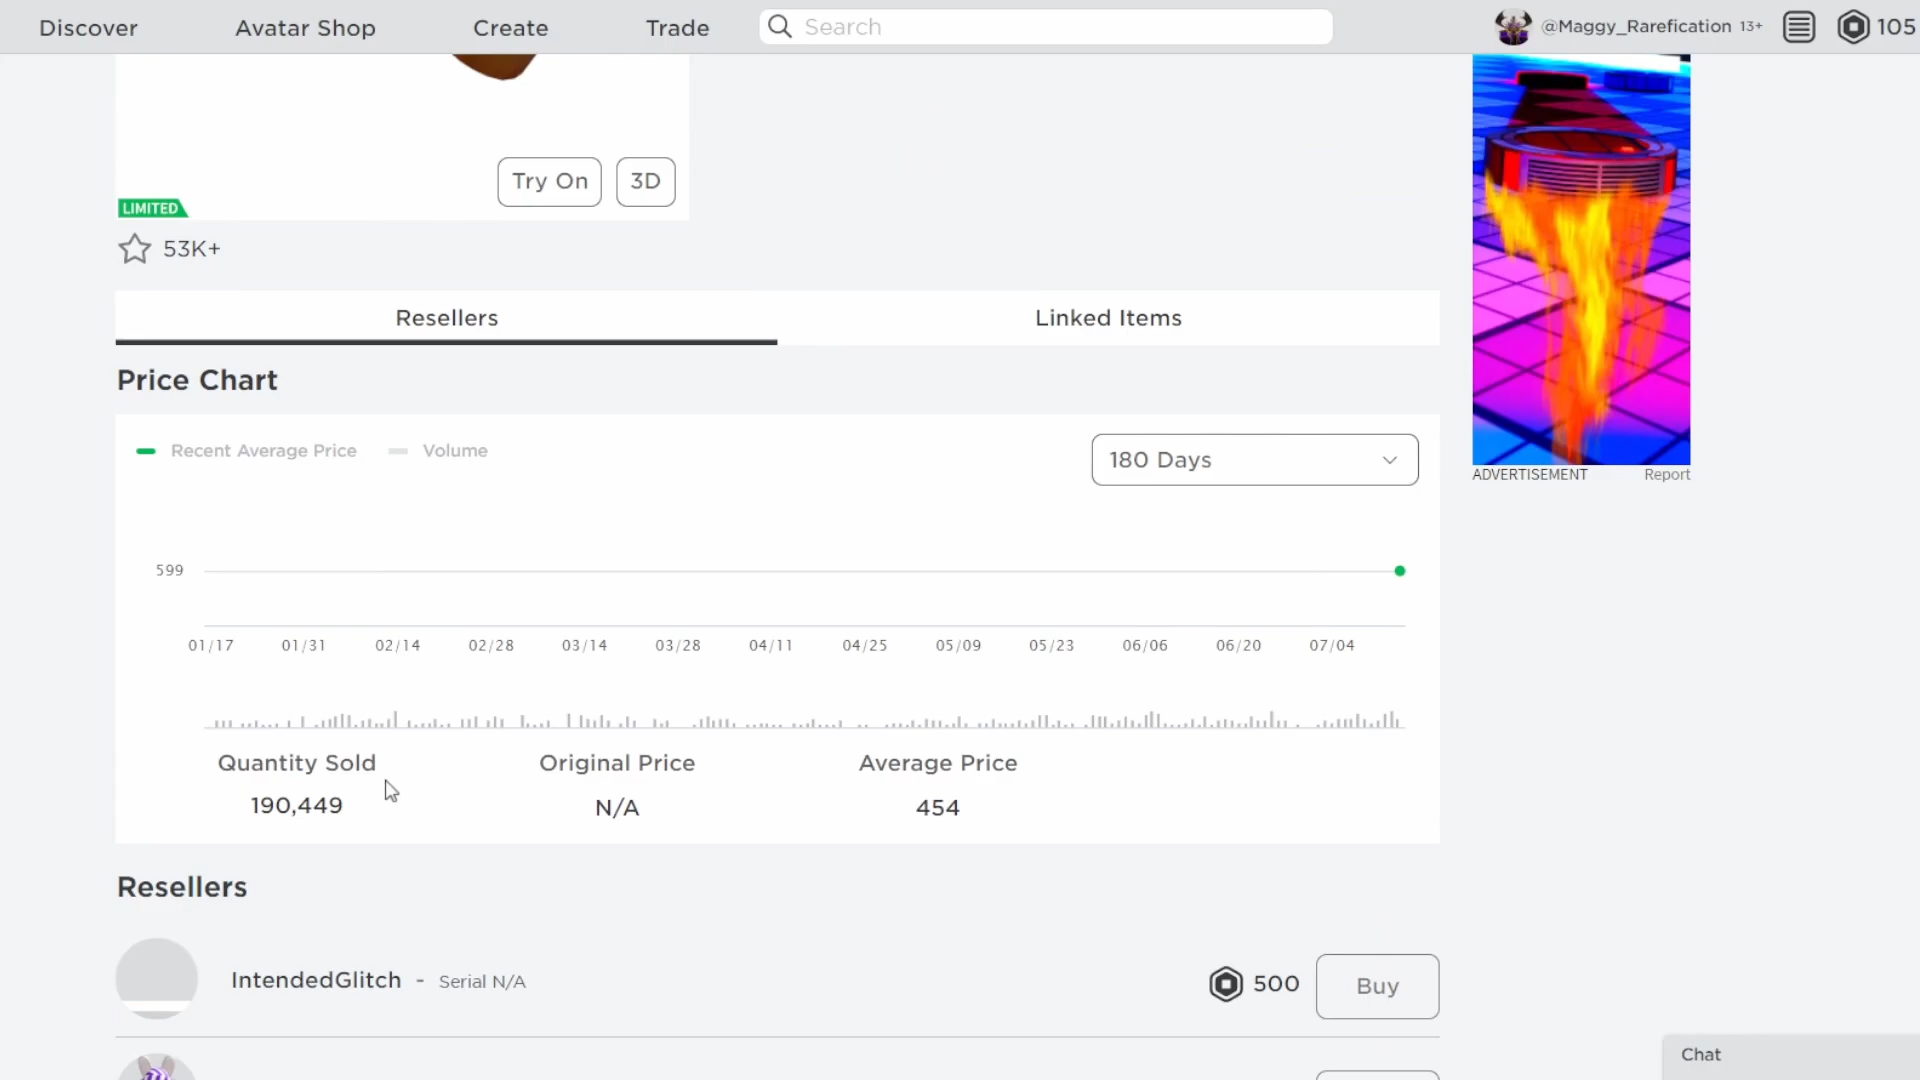 Discover Avatar Shop Create Trade Search @Maggy_Rarefication 13+ 105
Try On 3D
LIMITED
53K+
Resellers Linked Items
Price Chart
Recent Average Price Volume 180 Days
ADVERTISEMENT Report
599
01/17 01/31 02/14 02/28 03/14 03/28 04/11 04/25 05/09 05/23 06/06 06/20 07/04
Quantity Sold Original Price Average Price
190,449 N/A 454
Resellers
IntendedGlitch - Serial N/A 500 Buy
Chat